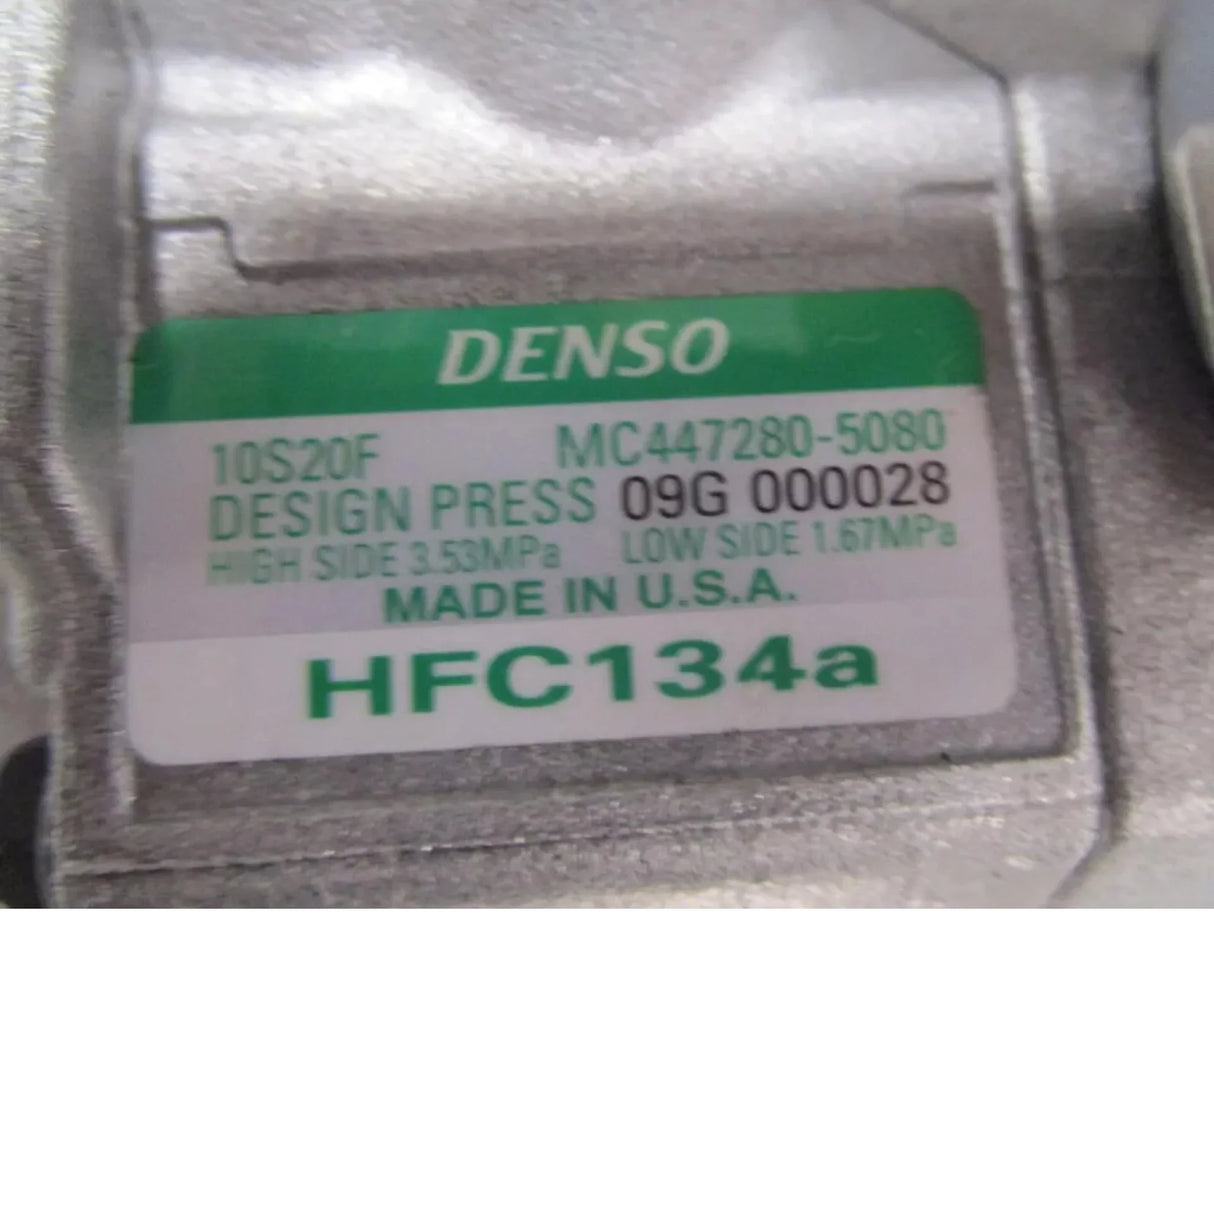 DENSO
10S20F MC447280-5080
DESIGN PRESS 09G 000028
HIGH SIDE 3.53MPa LOW SIDE 1.67MPa
MADE IN U.S.A.
HFC134a